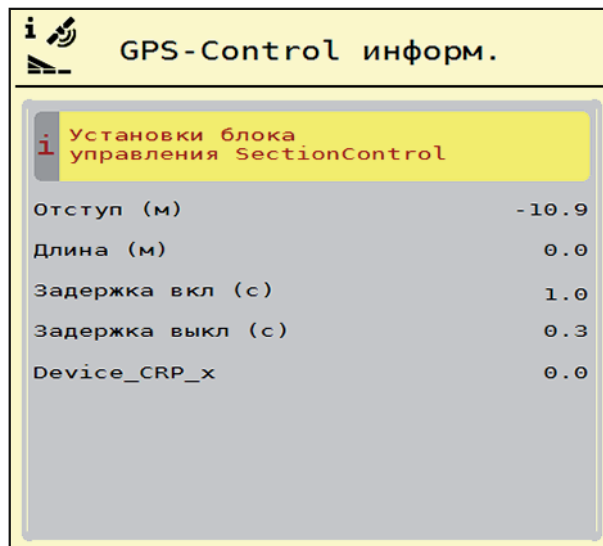 i
GPS-Control информ.
i
Установки блока
управления SectionControl
Отступ (м) -10.9
Длина (м) 0.0
Задержка вкл (с) 1.0
Задержка выкл (с) 0.3
Device_CRP_x 0.0